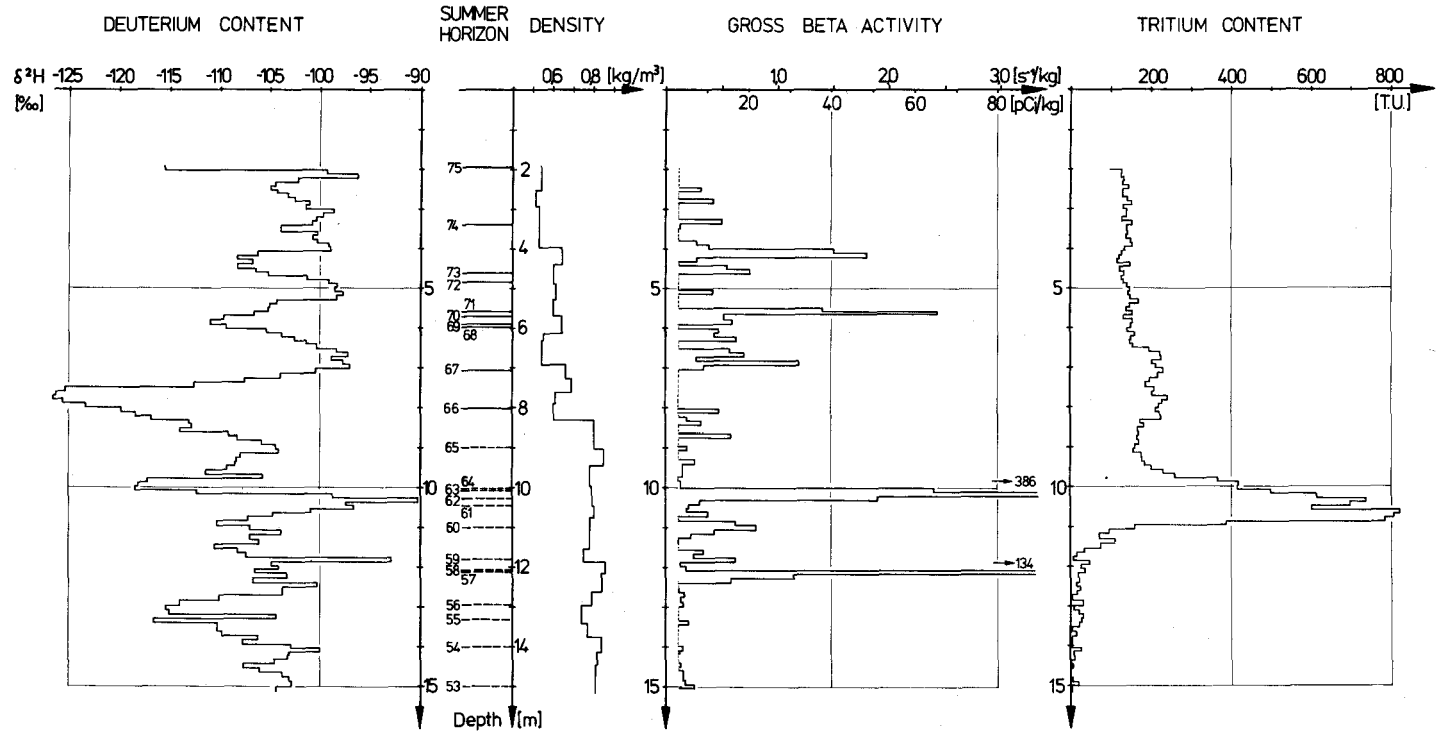 DEUTERIUM CONTENT
SUMMER
HORIZON
DENSITY
GROSS BETA ACTIVITY
TRITIUM CONTENT
δ²H -125 -120 -115 -110 -105 -100 -95 -90
[‰]
0.6 0.8 [kg/m³]
10 20 30 [s⁻¹/kg]
20 40 60 80 [pCi/kg]
200 400 600 800
[T.U.]
75 2
74
4
73
72
5 5 5
71
70
69 6
68
67
66 8
65
64
10 63 10 10 386 10
62
61
60
59
58 12 134
57
56
55
54 14
15 53 15 15
Depth [m]